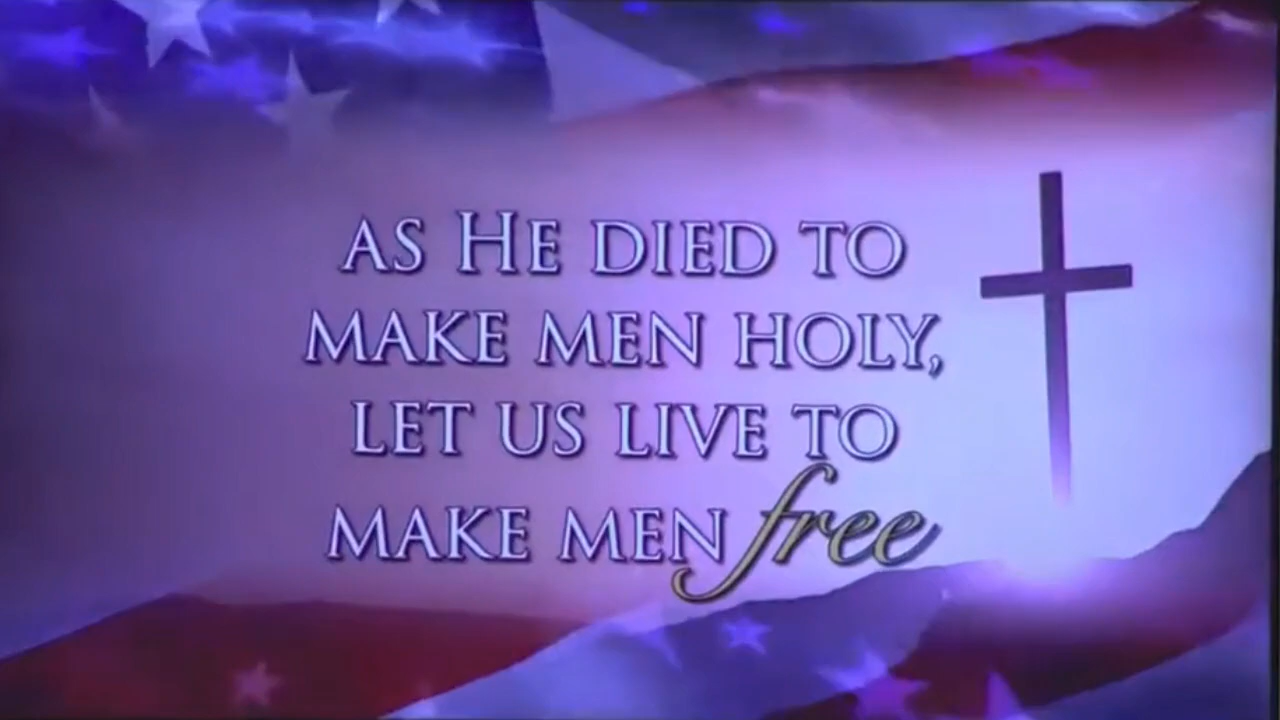 AS HE DIED TO
MAKE MEN HOLY,
LET US LIVE TO
MAKE MEN free